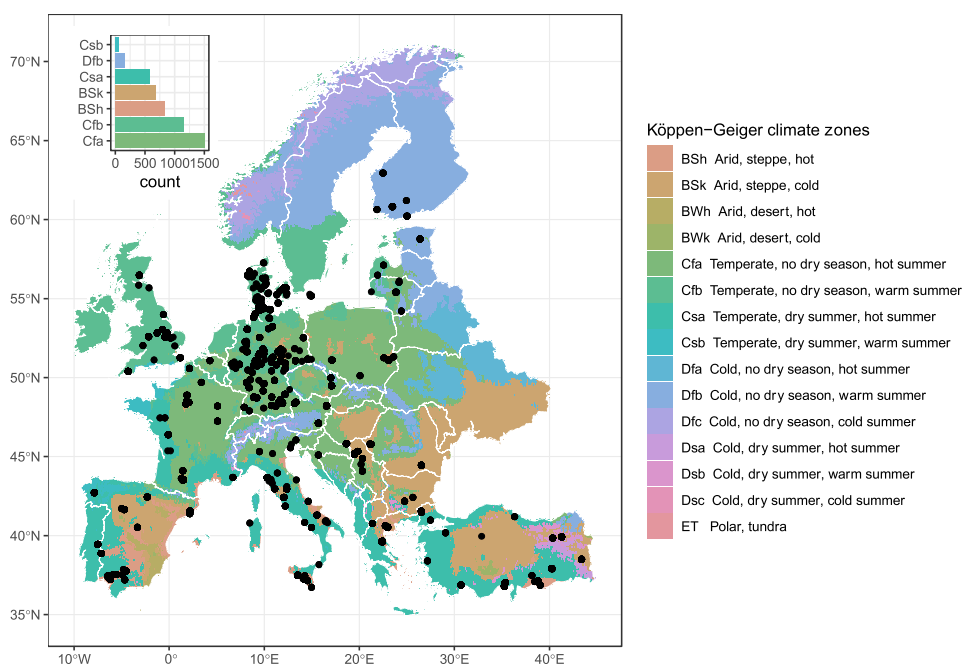 Csb
Dfb
Csa
BSk
BSh
Cfb
Cfa
0 500 1000 1500
count
70°N
65°N
60°N
55°N
50°N
45°N
40°N
35°N
10°W 0° 10°E 20°E 30°E 40°E
Köppen−Geiger climate zones
BSh Arid, steppe, hot
BSk Arid, steppe, cold
BWh Arid, desert, hot
BWk Arid, desert, cold
Cfa Temperate, no dry season, hot summer
Cfb Temperate, no dry season, warm summer
Csa Temperate, dry summer, hot summer
Csb Temperate, dry summer, warm summer
Dfa Cold, no dry season, hot summer
Dfb Cold, no dry season, warm summer
Dfc Cold, no dry season, cold summer
Dsa Cold, dry summer, hot summer
Dsb Cold, dry summer, warm summer
Dsc Cold, dry summer, cold summer
ET Polar, tundra